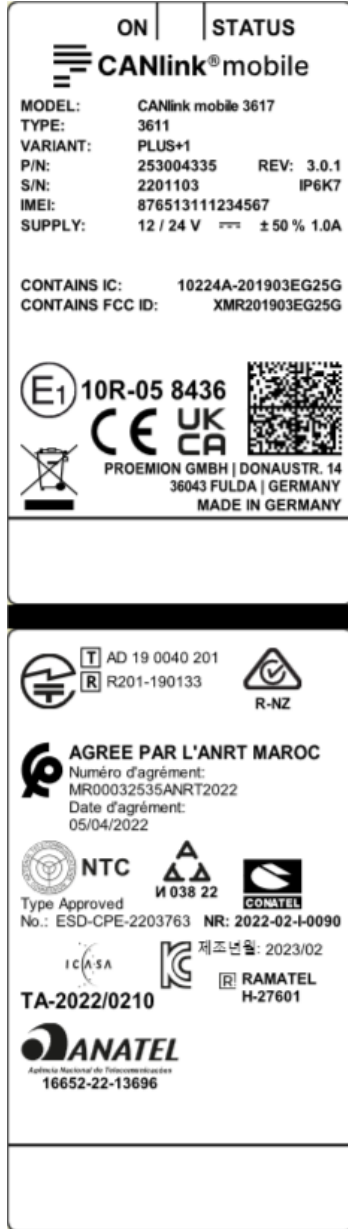 ON STATUS
CANlink® mobile
MODEL: CANlink mobile 3617
TYPE: 3611
VARIANT: PLUS+1
P/N: 253004335 REV: 3.0.1
S/N: 2201103 IP6K7
IMEI: 876513111234567
SUPPLY: 12 / 24 V ⎓ ± 50 % 1.0A
CONTAINS IC: 10224A-201903EG25G
CONTAINS FCC ID: XMR201903EG25G
E1 10R-05 8436
CE UK CA
PROEMION GMBH | DONAUSTR. 14
36043 FULDA | GERMANY
MADE IN GERMANY
T AD 19 0040 201
R R201-190133
R-NZ
AGREE PAR L'ANRT MAROC
Numéro d'agrément:
MR00032535ANRT2022
Date d'agrément:
05/04/2022
NTC
И 038 22
CONATEL
Type Approved
No.: ESD-CPE-2203763 NR: 2022-02-I-0090
ICASA
제조년월: 2023/02
R RAMATEL
H-27601
TA-2022/0210
ANATEL
Agência Nacional de Telecomunicações
16652-22-13696